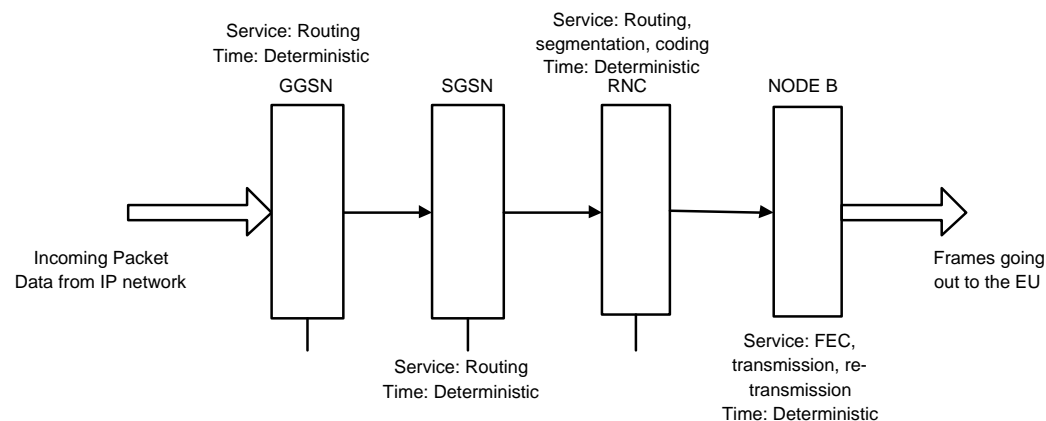 Service: Routing
Time: Deterministic
GGSN
SGSN
Service: Routing,
segmentation, coding
Time: Deterministic
RNC
NODE B
Incoming Packet
Data from IP network
Frames going
out to the EU
Service: Routing
Time: Deterministic
Service: FEC,
transmission, re-
transmission
Time: Deterministic